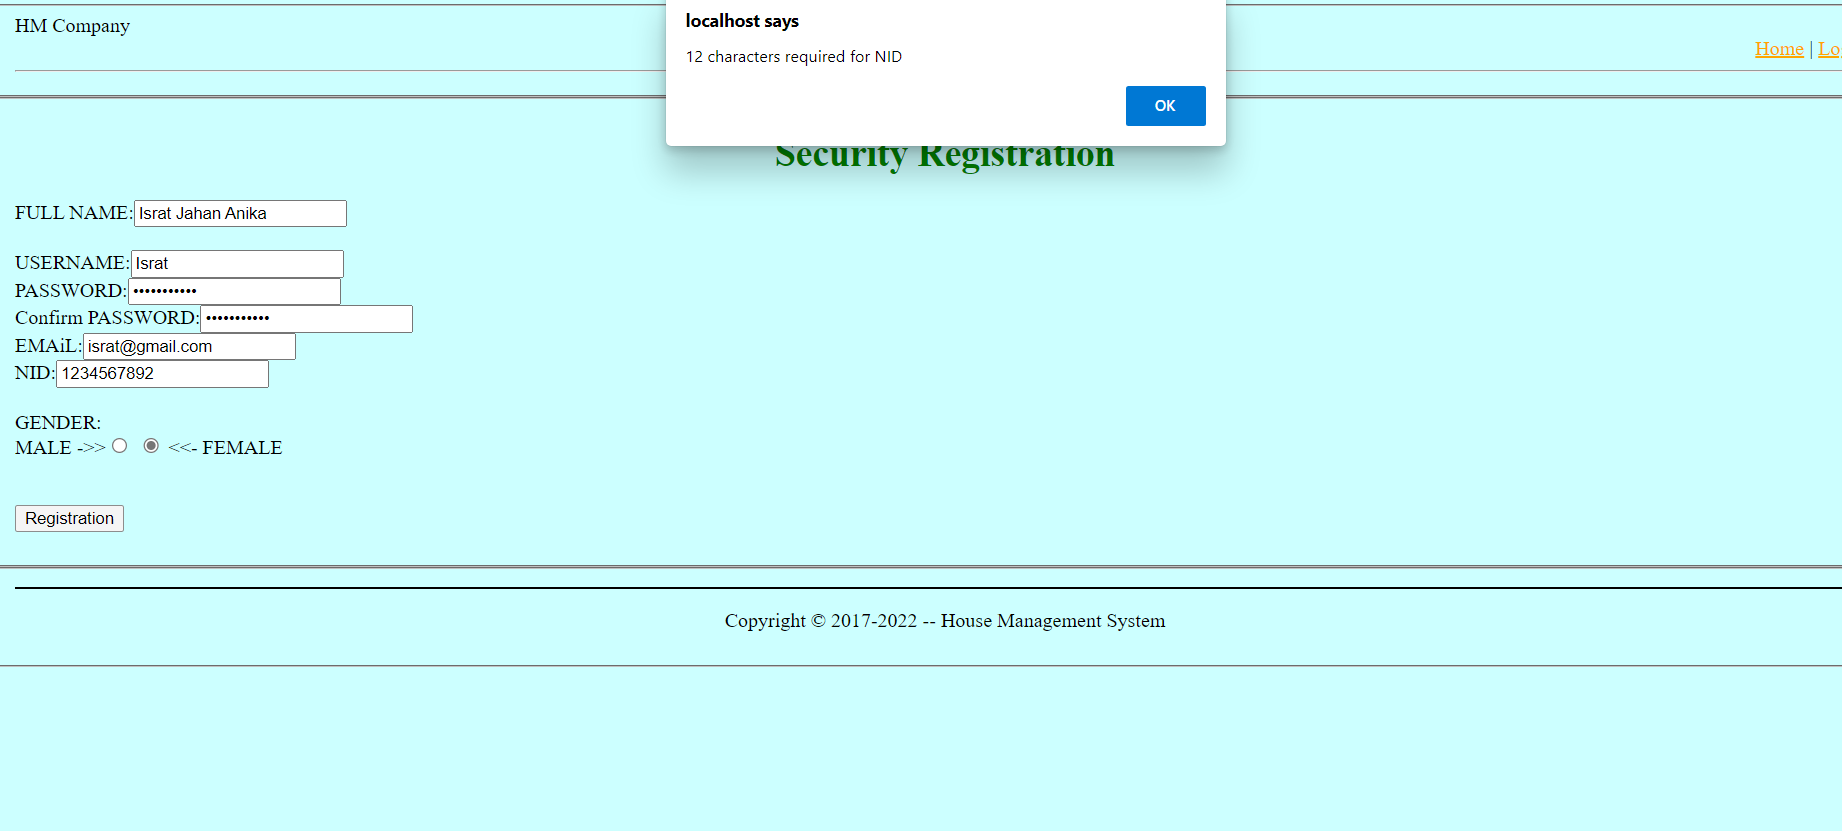 HM Company
localhost says
12 characters required for NID
OK
Home |
Security Registration
FULL NAME: Israt Jahan Anika
USERNAME: Israt
PASSWORD: •••••••••••
Confirm PASSWORD: •••••••••••
EMAiL: israt@gmail.com
NID: 1234567892
GENDER:
MALE ->> <<- FEMALE
Registration
Copyright © 2017-2022 -- House Management System